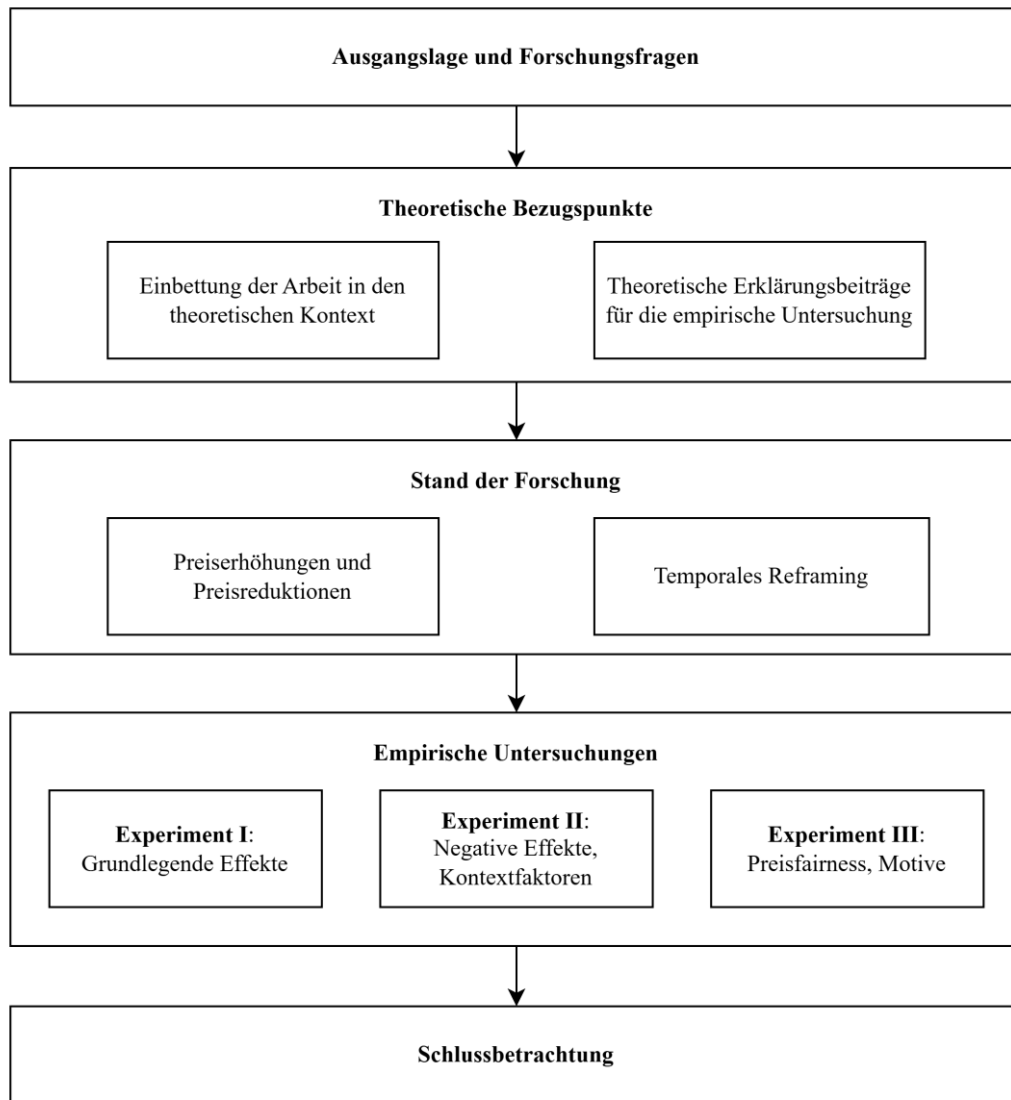 Ausgangslage und Forschungsfragen
Theoretische Bezugspunkte
Einbettung der Arbeit in den
theoretischen Kontext
Theoretische Erklärungsbeiträge
für die empirische Untersuchung
Stand der Forschung
Preiserhöhungen und
Preisreduktionen
Temporales Reframing
Empirische Untersuchungen
Experiment I:
Grundlegende Effekte
Experiment II:
Negative Effekte,
Kontextfaktoren
Experiment III:
Preisfairness, Motive
Schlussbetrachtung